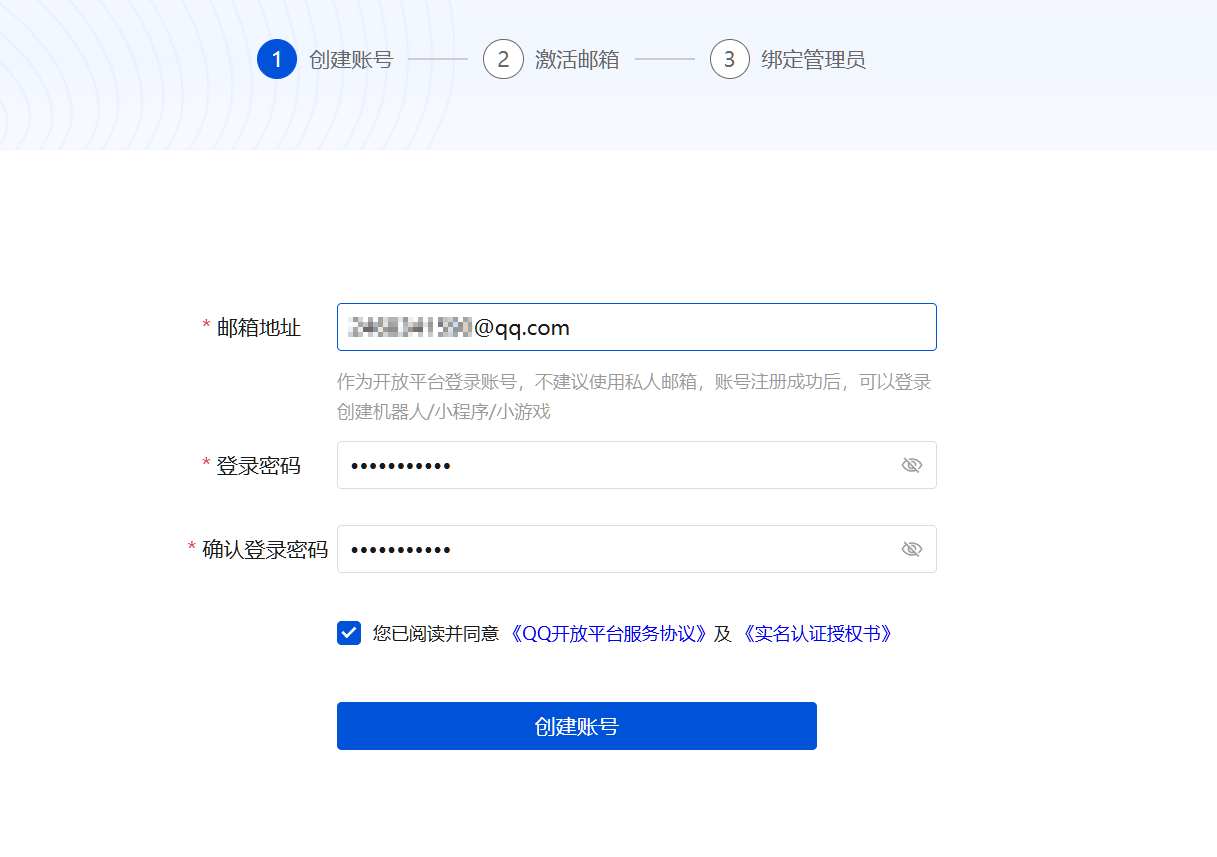 1 创建账号 2 激活邮箱 3 绑定管理员
* 邮箱地址 @qq.com
作为开放平台登录账号，不建议使用私人邮箱，账号注册成功后，可以登录
创建机器人/小程序/小游戏
* 登录密码 •••••••••••
* 确认登录密码 •••••••••••
您已阅读并同意 《QQ开放平台服务协议》及 《实名认证授权书》
创建账号